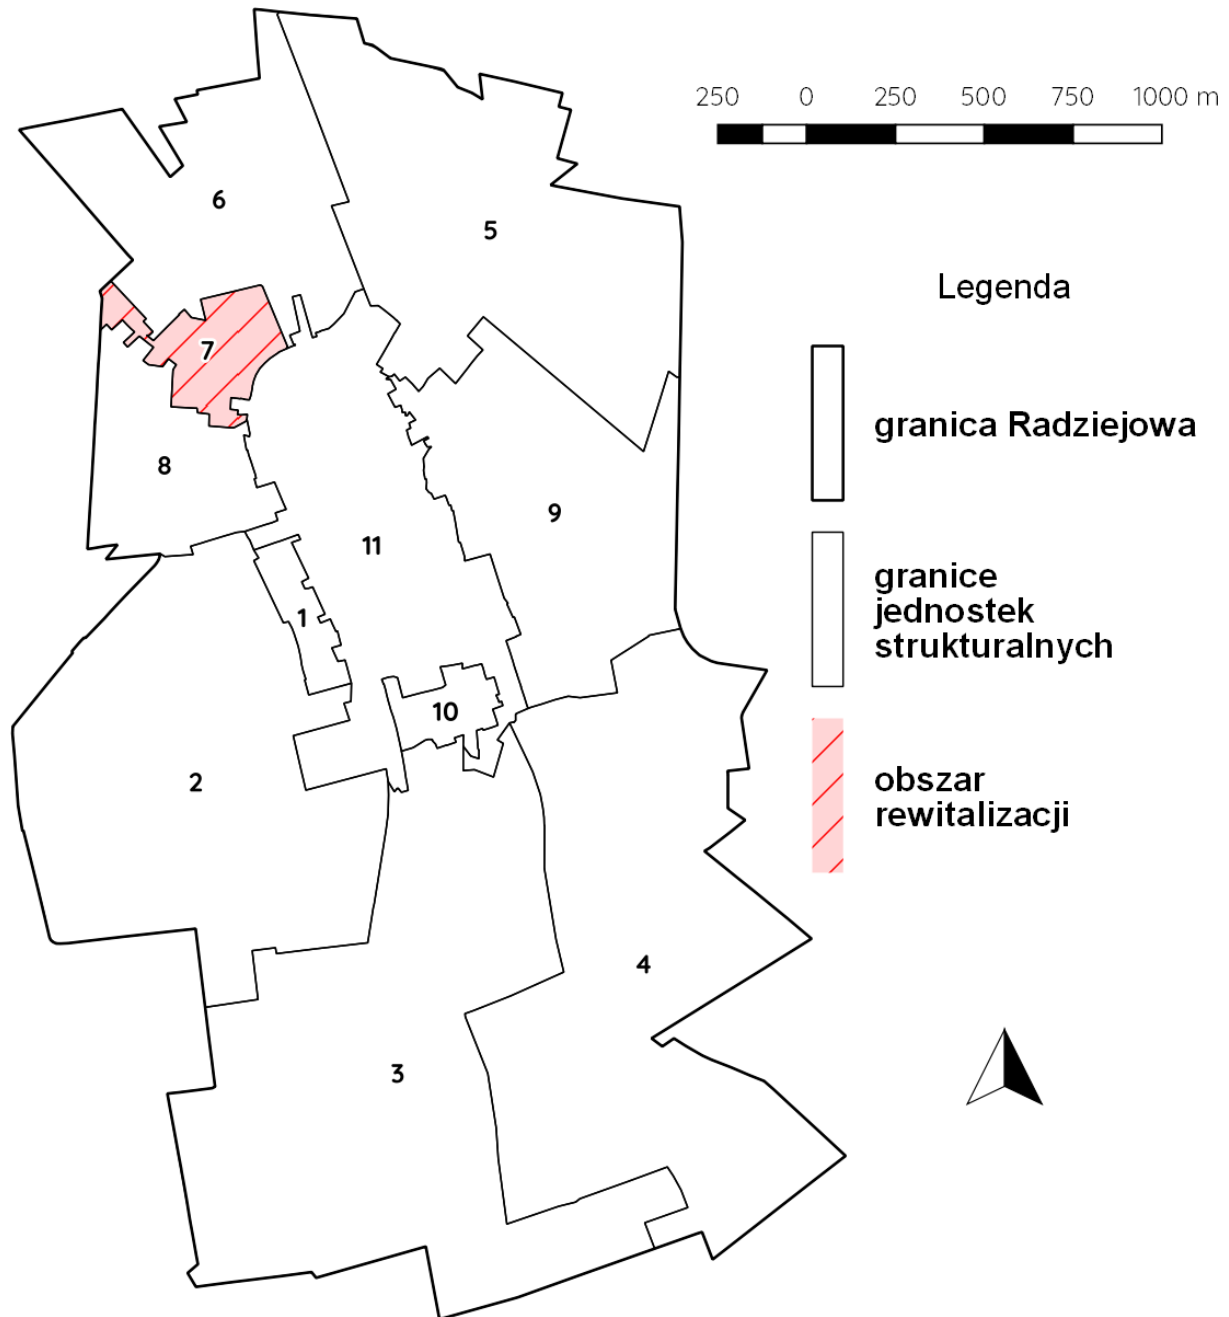 250 0 250 500 750 1000 m
6
5
Legenda
7
granica Radziejowa
8
9
11
granice
jednostek
strukturalnych
1
10
2
obszar
rewitalizacji
4
3